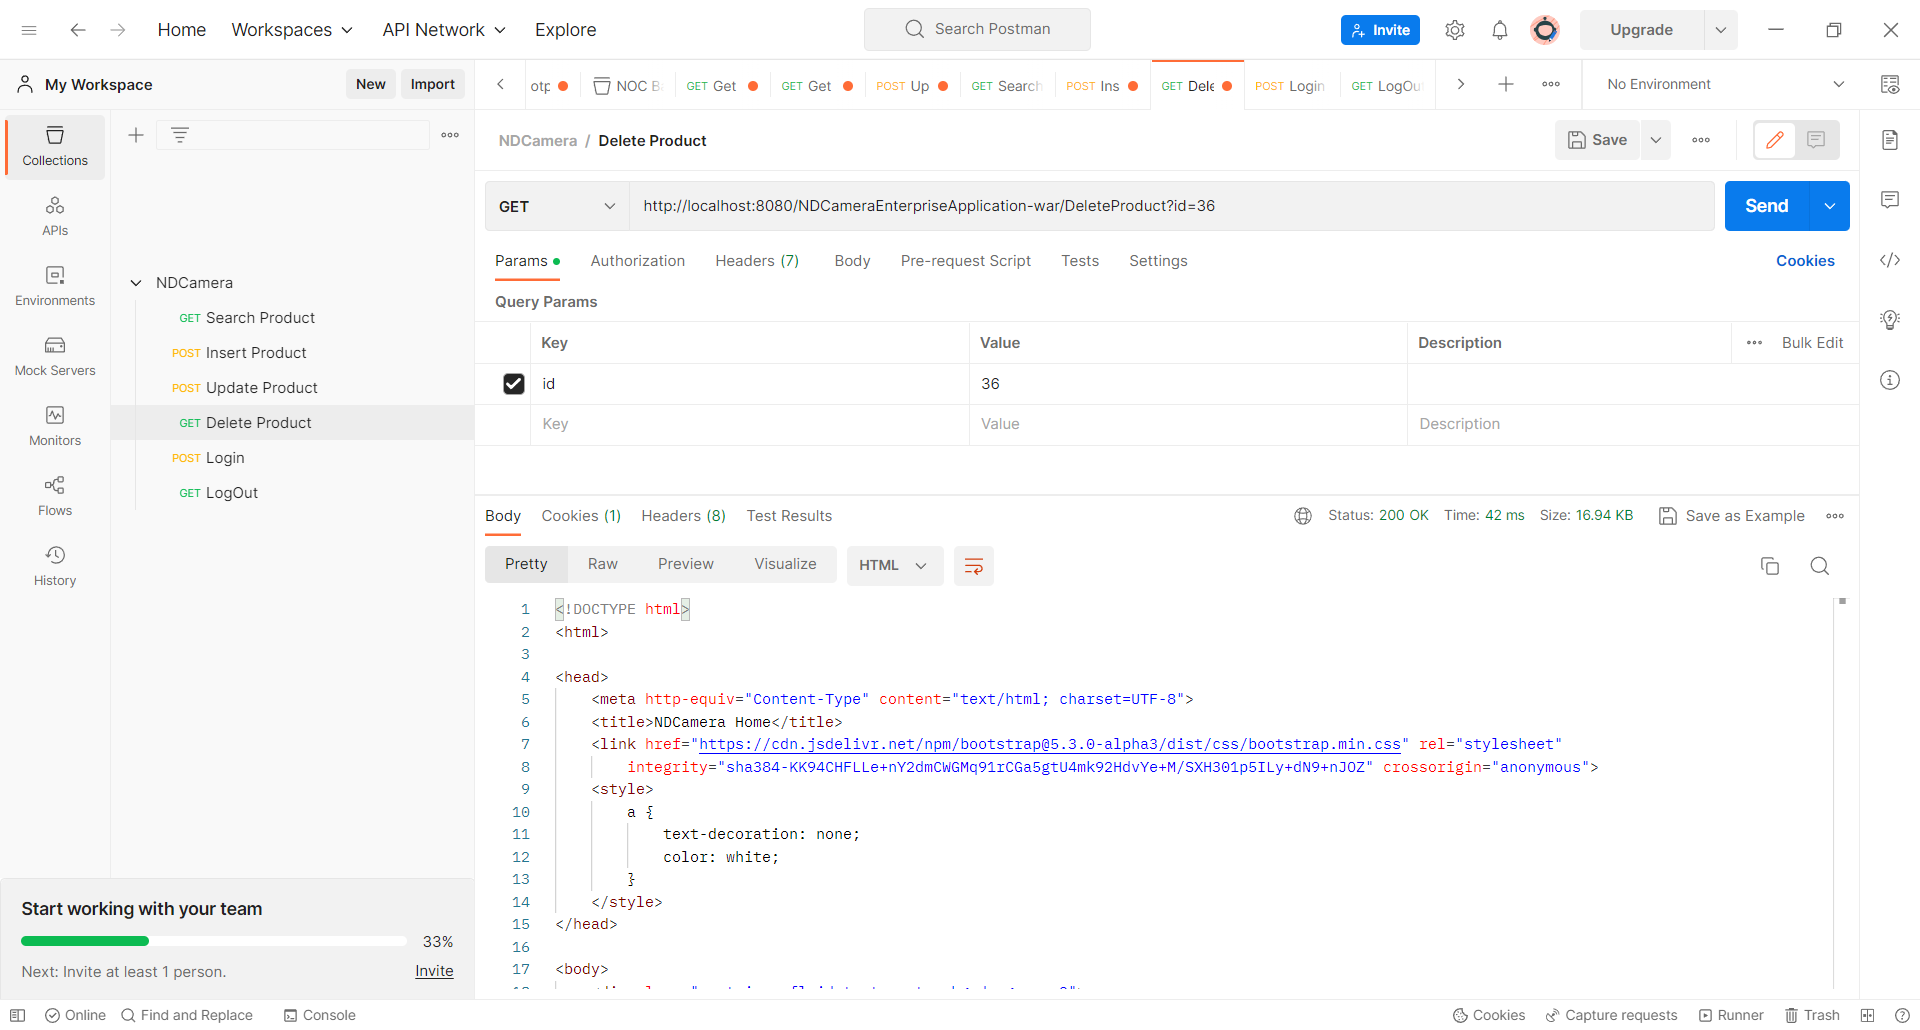 Home Workspaces API Network Explore Search Postman Invite Upgrade
My Workspace New Import
otp NOC B GET Get GET Get POST Up GET Search POST Ins GET Dele POST Login GET LogOu No Environment
NDCamera / Delete Product Save
GET http://localhost:8080/NDCameraEnterpriseApplication-war/DeleteProduct?id=36 Send
Params Authorization Headers (7) Body Pre-request Script Tests Settings Cookies
Query Params
Key Value Description Bulk Edit
id 36
Key Value Description
Collections
APIs
Environments
Mock Servers
Monitors
Flows
History
NDCamera
GET Search Product
POST Insert Product
POST Update Product
GET Delete Product
POST Login
GET LogOut
Body Cookies (1) Headers (8) Test Results Status: 200 OK Time: 42 ms Size: 16.94 KB Save as Example
Pretty Raw Preview Visualize HTML
1 <!DOCTYPE html>
2 <html>
3
4 <head>
5 <meta http-equiv="Content-Type" content="text/html; charset=UTF-8">
6 <title>NDCamera Home</title>
7 <link href="https://cdn.jsdelivr.net/npm/bootstrap@5.3.0-alpha3/dist/css/bootstrap.min.css" rel="stylesheet"
8 integrity="sha384-KK94CHFLLe+nY2dmCWGMq91rCGa5gtU4mk92HdvYe+M/SXH301p5ILy+dN9+nJOZ" crossorigin="anonymous">
9 <style>
10 a {
11 text-decoration: none;
12 color: white;
13 }
14 </style>
15 </head>
16
17 <body>
Start working with your team
33%
Next: Invite at least 1 person. Invite
Online Find and Replace Console Cookies Capture requests Runner Trash